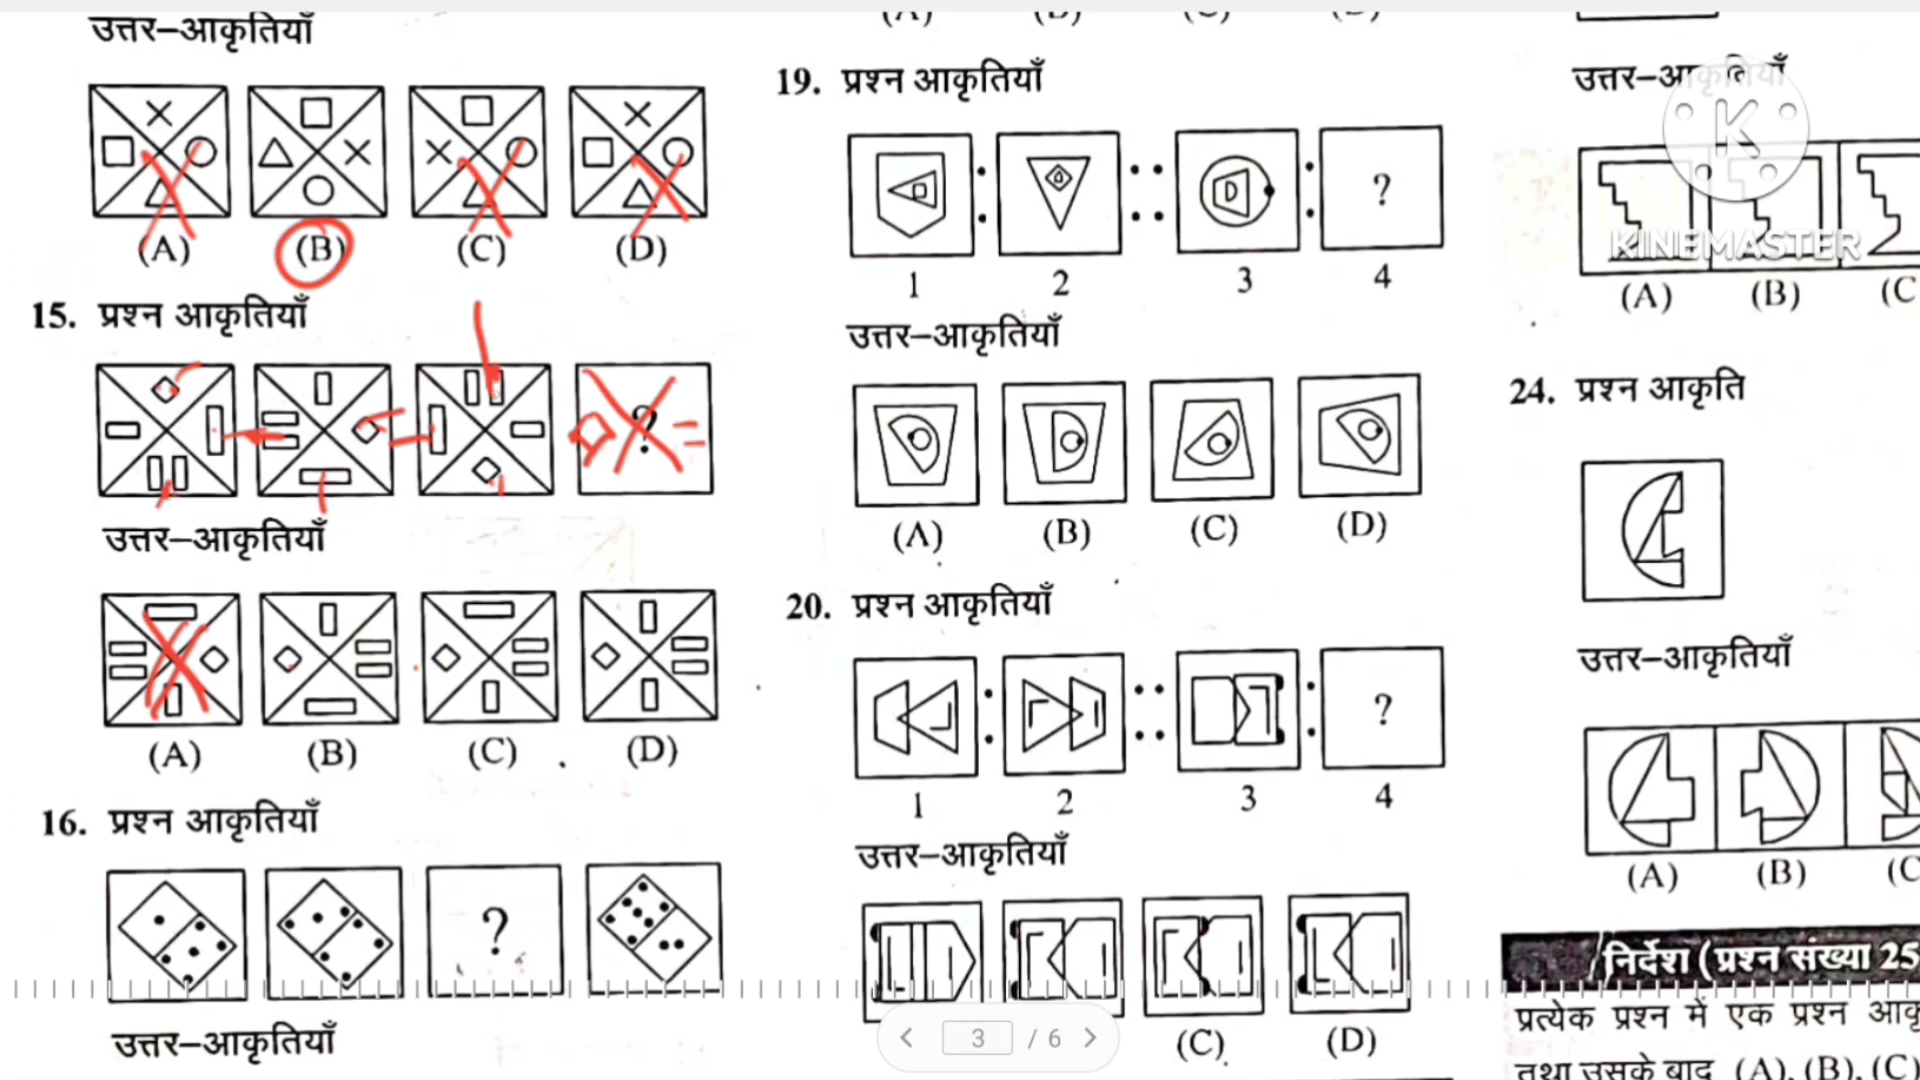 उत्तर–आकृतियाँ
(A) (B) (C) (D)
15. प्रश्न आकृतियाँ
?
उत्तर–आकृतियाँ
(A) (B) (C) (D)
16. प्रश्न आकृतियाँ
?
उत्तर–आकृतियाँ
19. प्रश्न आकृतियाँ
?
1 2 3 4
उत्तर–आकृतियाँ
(A) (B) (C) (D)
20. प्रश्न आकृतियाँ
?
1 2 3 4
उत्तर–आकृतियाँ
(C) (D)
3 / 6
उत्तर–आकृतियाँ
K
KINEMASTER
(A) (B) (C
24. प्रश्न आकृति
उत्तर–आकृतियाँ
(A) (B) (C
निर्देश (प्रश्न संख्या 25
प्रत्येक प्रश्न में एक प्रश्न
तथा उसके बाद (A), (B), (C)